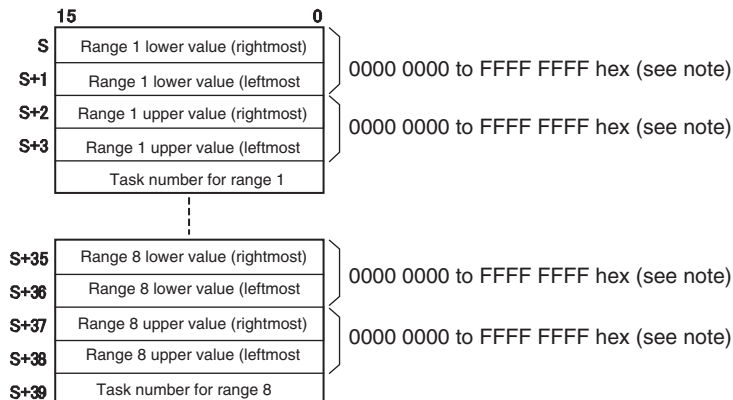 15 0
S Range 1 lower value (rightmost)
S+1 Range 1 lower value (leftmost
0000 0000 to FFFF FFFF hex (see note)
S+2 Range 1 upper value (rightmost)
S+3 Range 1 upper value (leftmost
0000 0000 to FFFF FFFF hex (see note)
Task number for range 1
S+35 Range 8 lower value (rightmost)
S+36 Range 8 lower value (leftmost
0000 0000 to FFFF FFFF hex (see note)
S+37 Range 8 upper value (rightmost)
S+38 Range 8 upper value (leftmost
0000 0000 to FFFF FFFF hex (see note)
S+39 Task number for range 8